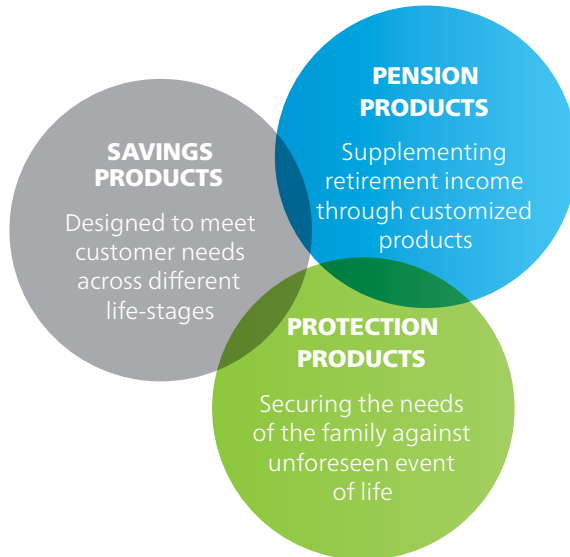 SAVINGS
PRODUCTS
Designed to meet
customer needs
across different
life-stages
PENSION
PRODUCTS
Supplementing
retirement income
through customized
products
PROTECTION
PRODUCTS
Securing the needs
of the family against
unforeseen event
of life